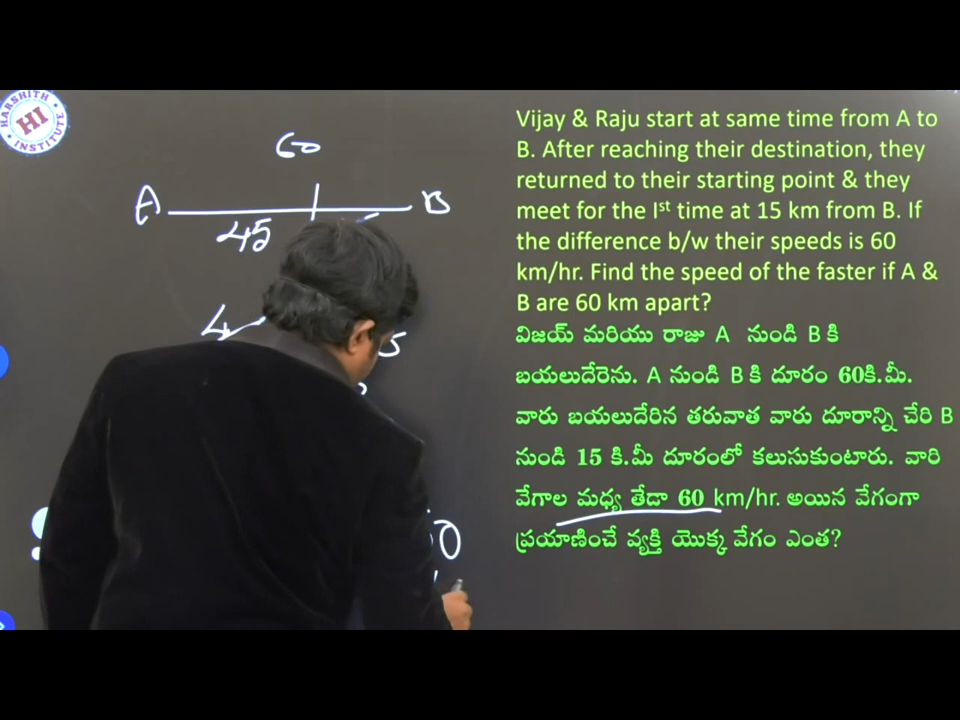 HARSHITH
HI
INSTITUTE
60
A
B
45
4
5
0
Vijay & Raju start at same time from A to
B. After reaching their destination, they
returned to their starting point & they
meet for the Iˢᵗ time at 15 km from B. If
the difference b/w their speeds is 60
km/hr. Find the speed of the faster if A &
B are 60 km apart?
విజయ్ మరియు రాజు A నుండి B కి
బయలుదేరెను. A నుండి B కి దూరం 60కి.మీ.
వారు బయలుదేరిన తరువాత వారు దూరాన్ని చేరి B
నుండి 15 కి.మీ దూరంలో కలుసుకుంటారు. వారి
వేగాల మధ్య తేడా 60 km/hr. అయిన వేగంగా
ప్రయాణించే వ్యక్తి యొక్క వేగం ఎంత?